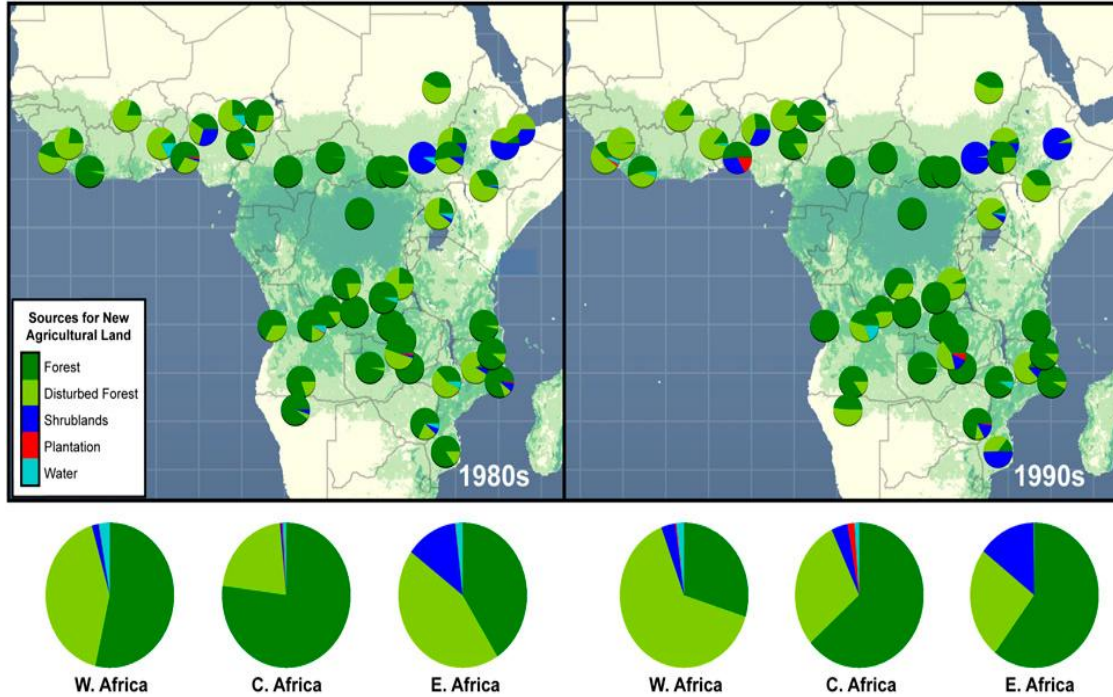 1980s
1990s
Sources for New
Agricultural Land
Forest
Disturbed Forest
Shrublands
Plantation
Water
W. Africa
C. Africa
E. Africa
W. Africa
C. Africa
E. Africa